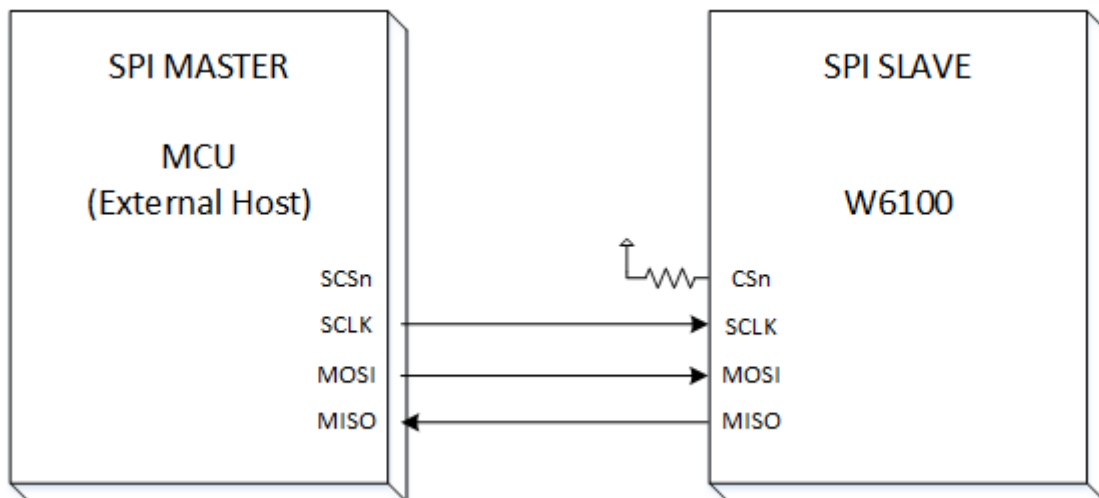 SPI MASTER
MCU
(External Host)
SCSn
SCLK
MOSI
MISO
SPI SLAVE
W6100
CSn
SCLK
MOSI
MISO